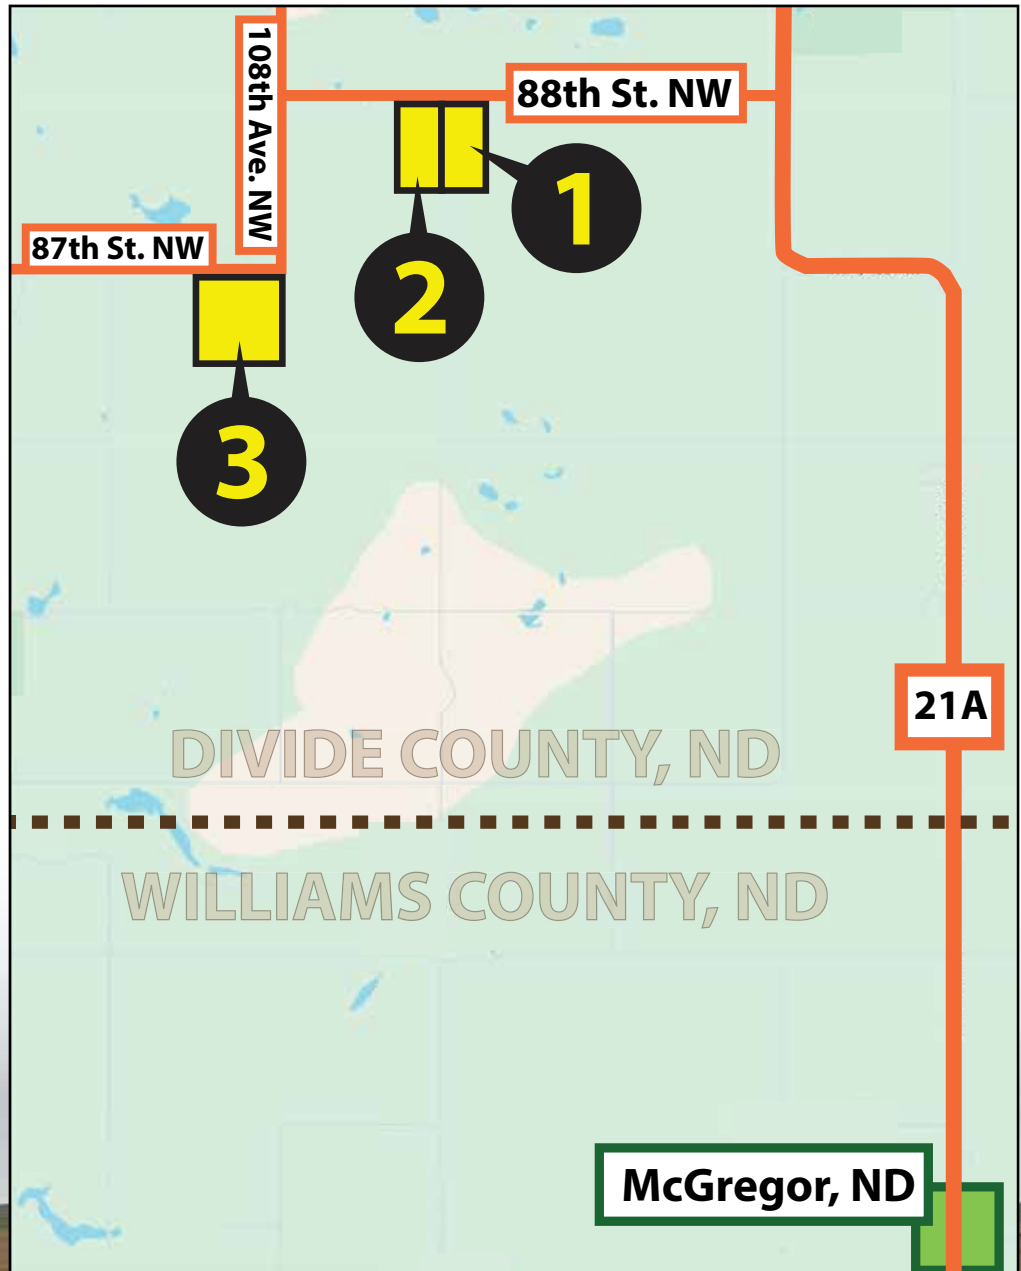 108th Ave. NW
88th St. NW
1
2
87th St. NW
3
21A
DIVIDE COUNTY, ND
WILLIAMS COUNTY, ND
McGregor, ND